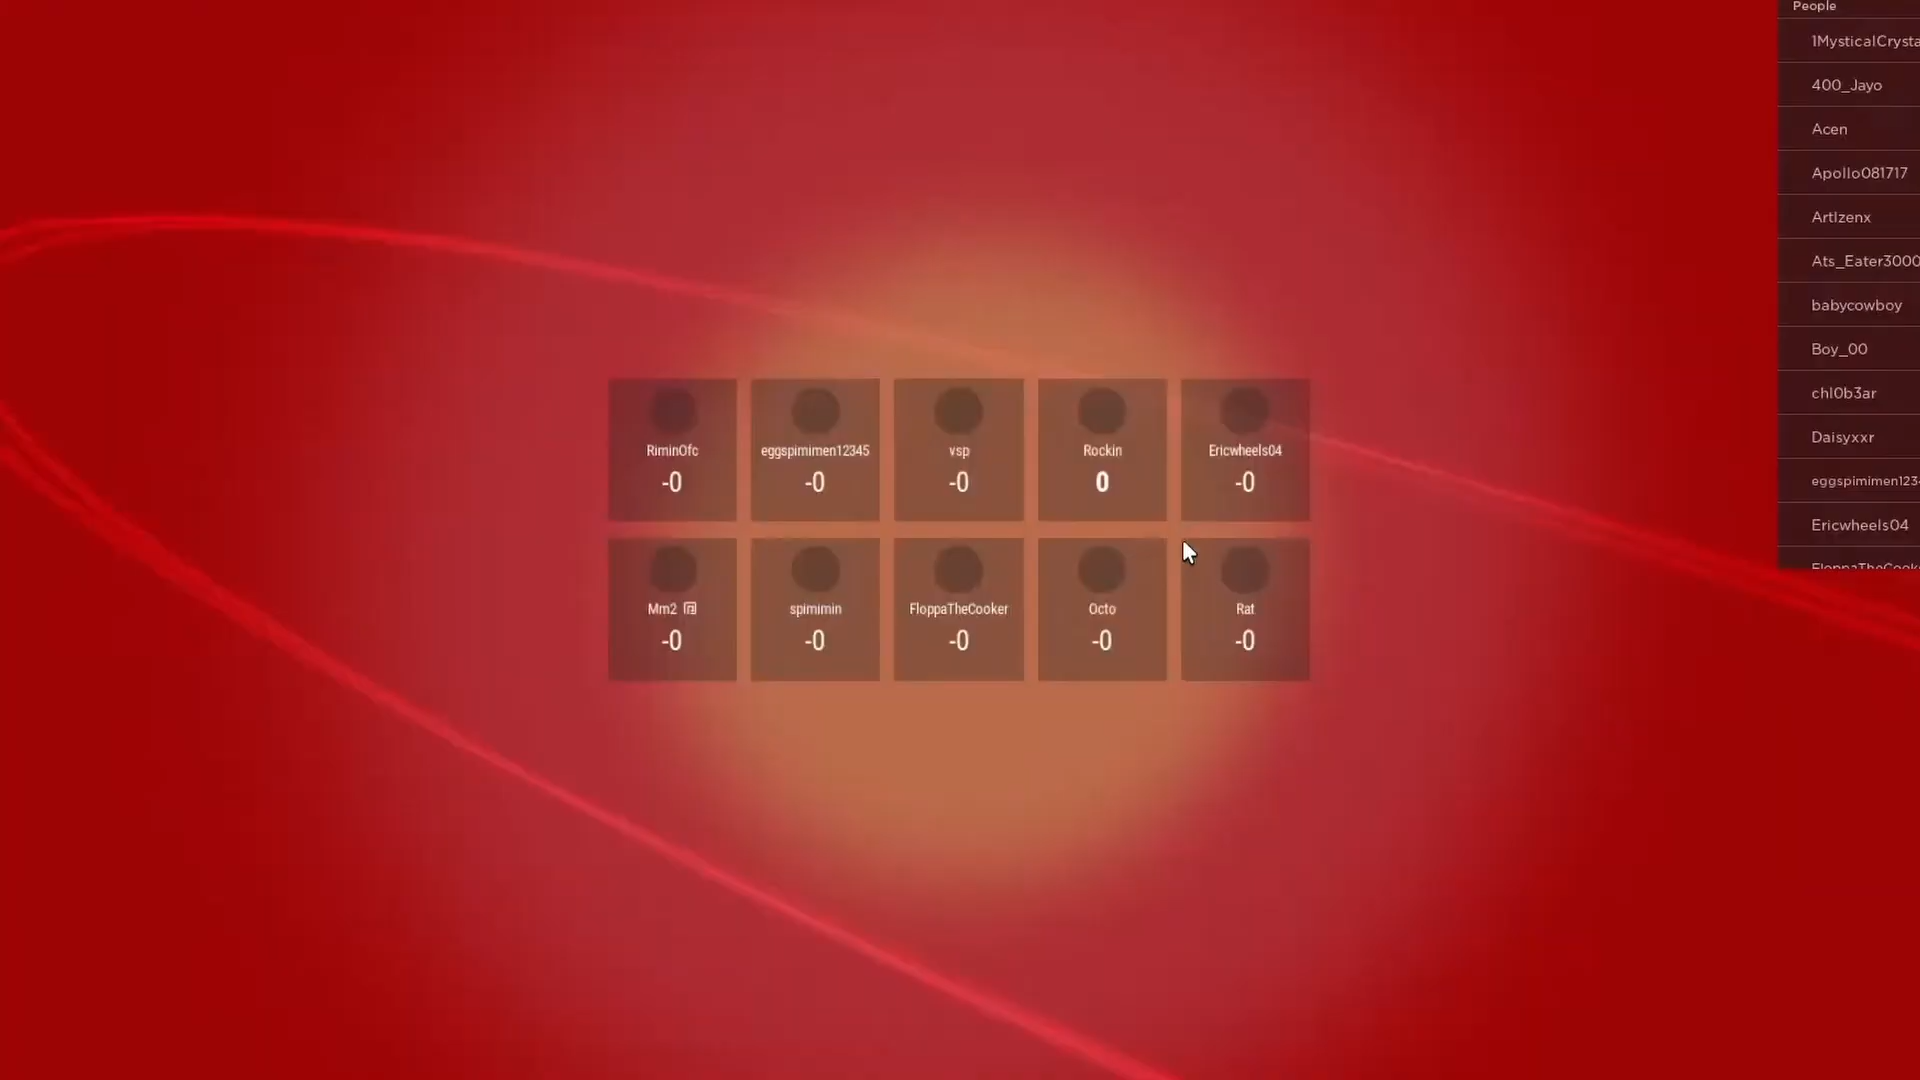 People
1MysticalCrysta
400_Jayo
Acen
Apollo081717
Artlzenx
Ats_Eater3000
babycowboy
Boy_00
chl0b3ar
Daisyxxr
eggspimimen123
Ericwheels04
FloppaTheCook
RiminOfc
eggspimimen12345
vsp
Rockin
Ericwheels04
-0
-0
-0
0
-0
Mm2
spimimin
FloppaTheCooker
Octo
Rat
-0
-0
-0
-0
-0